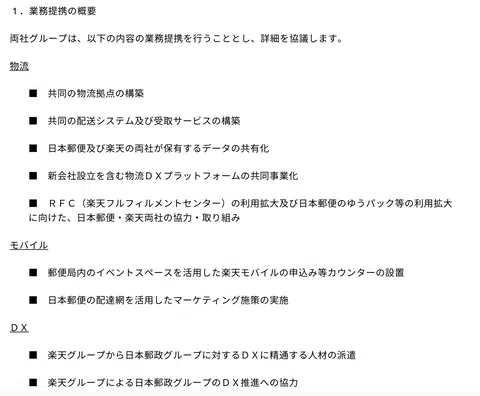 １．業務提携の概要
両社グループは、以下の内容の業務提携を行うこととし、詳細を協議します。
物流
■ 共同の物流拠点の構築
■ 共同の配送システム及び受取サービスの構築
■ 日本郵便及び楽天の両社が保有するデータの共有化
■ 新会社設立を含む物流ＤＸプラットフォームの共同事業化
■ ＲＦＣ（楽天フルフィルメントセンター）の利用拡大及び日本郵便のゆうパック等の利用拡大
に向けた、日本郵便・楽天両社の協力・取り組み
モバイル
■ 郵便局内のイベントスペースを活用した楽天モバイルの申込み等カウンターの設置
■ 日本郵便の配達網を活用したマーケティング施策の実施
ＤＸ
■ 楽天グループから日本郵政グループに対するＤＸに精通する人材の派遣
■ 楽天グループによる日本郵政グループのＤＸ推進への協力